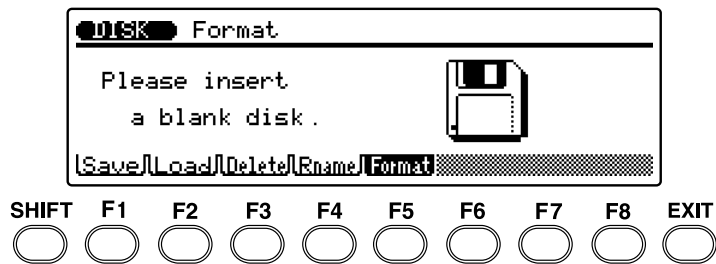 DISK Format
Please insert
a blank disk.
Save Load Delete Rname Format
SHIFT F1 F2 F3 F4 F5 F6 F7 F8 EXIT